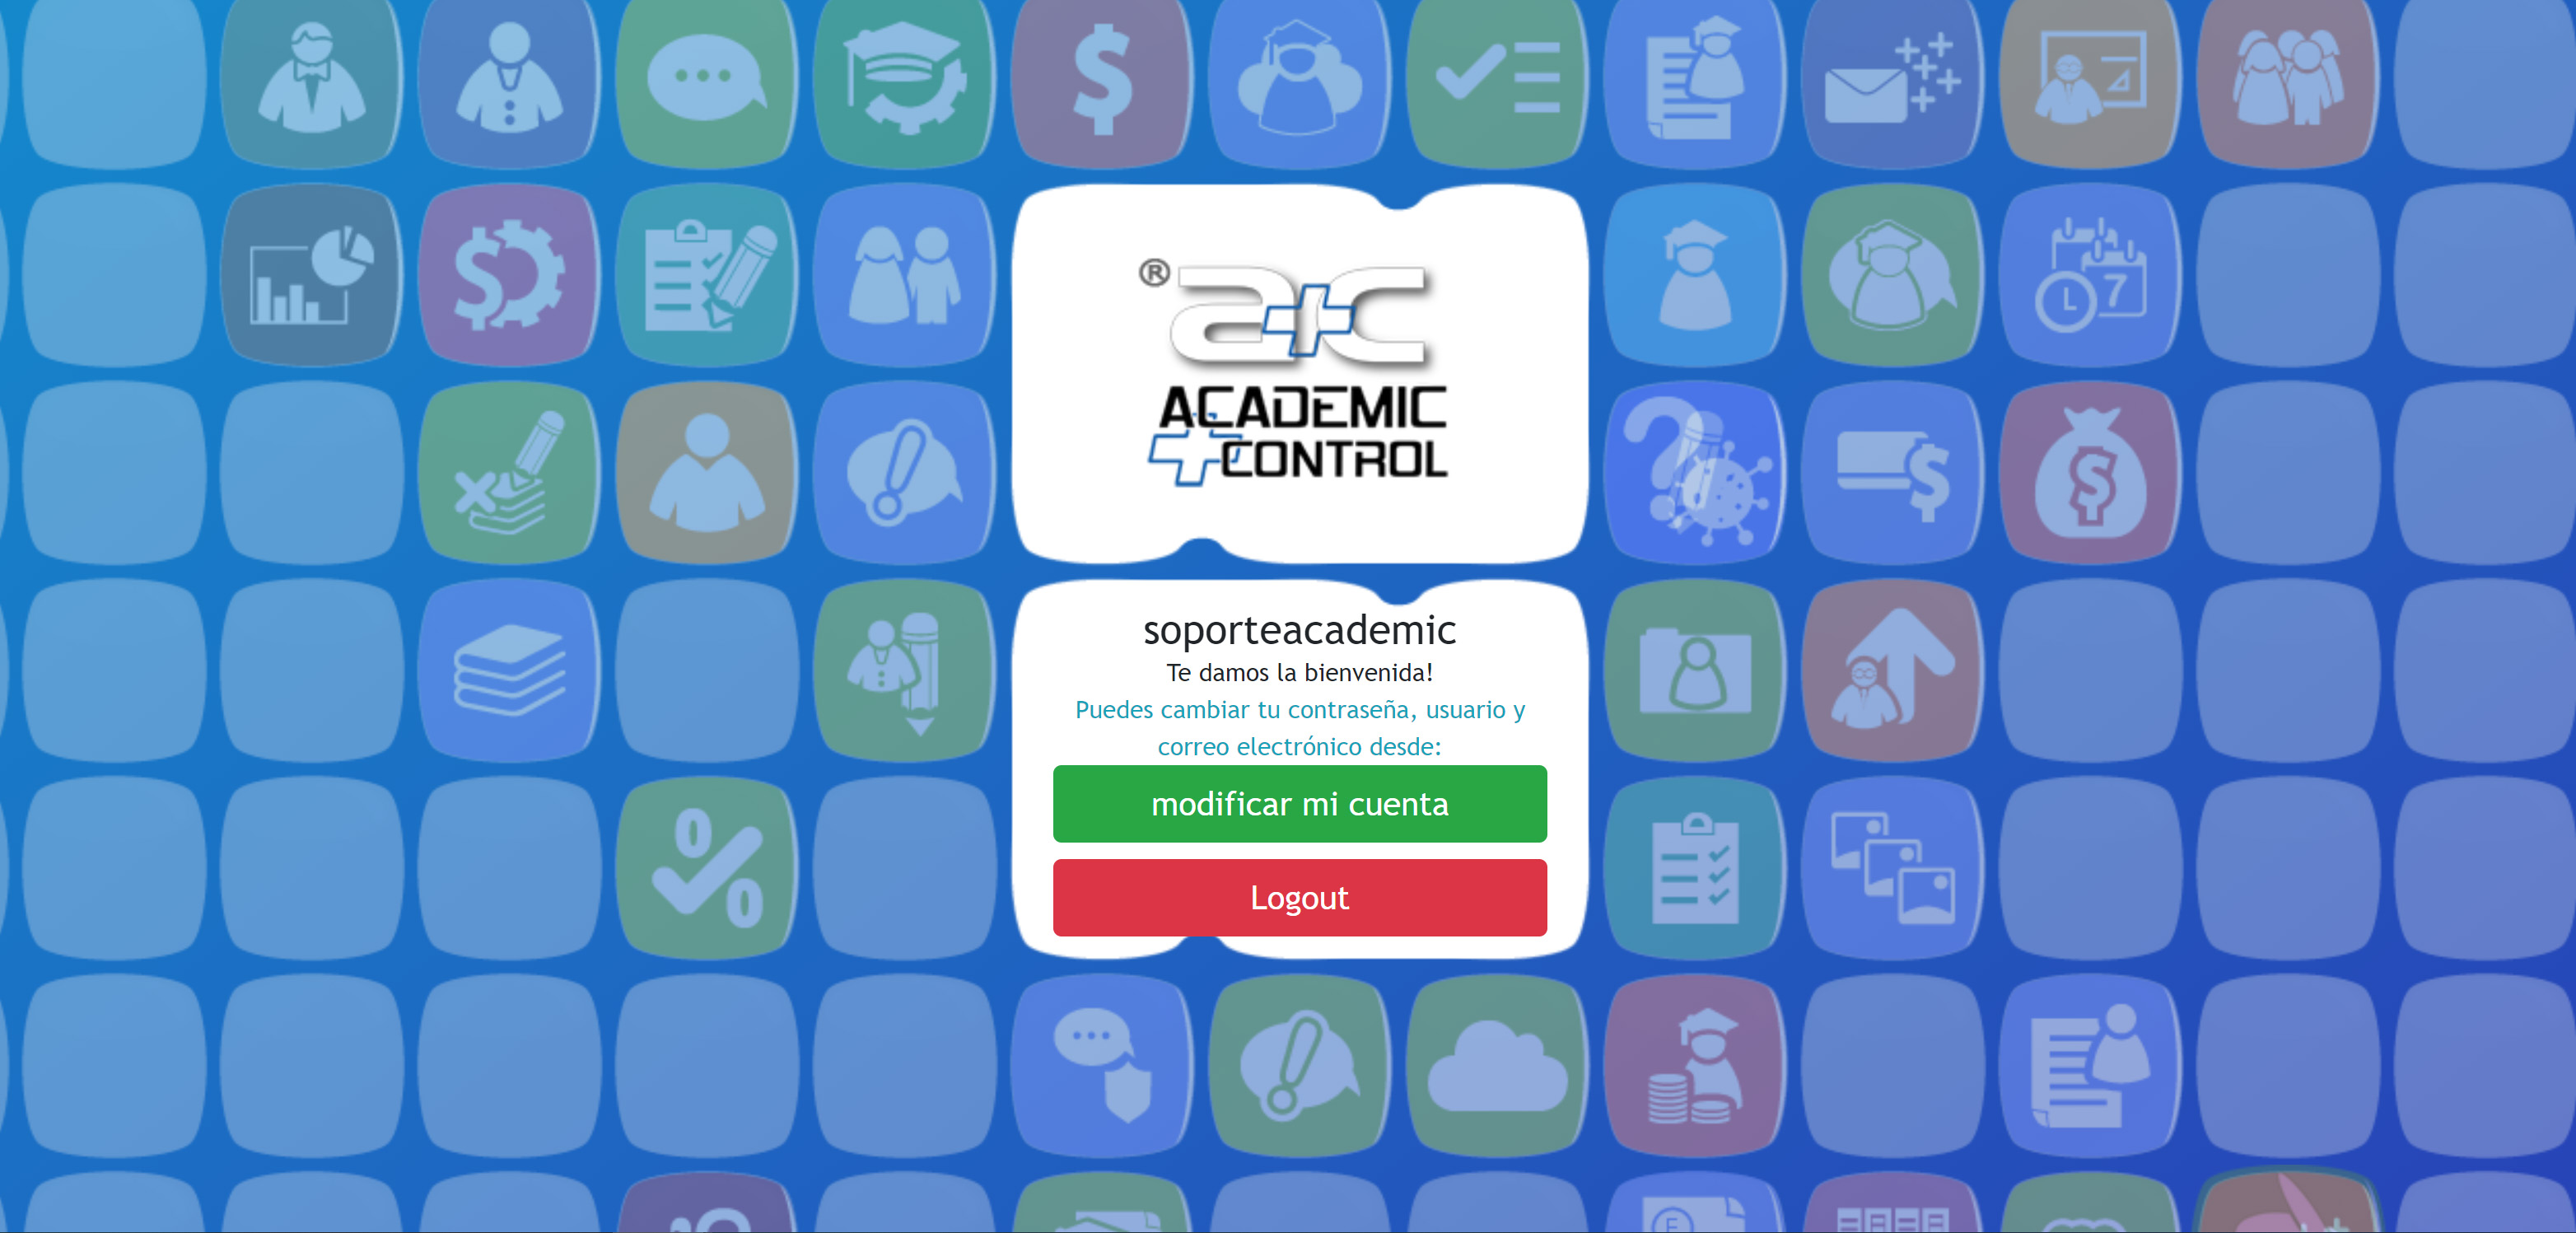 ®
a+c
ACADEMIC
+CONTROL
7
soporteacademic
Te damos la bienvenida!
Puedes cambiar tu contraseña, usuario y
correo electrónico desde:
modificar mi cuenta
Logout